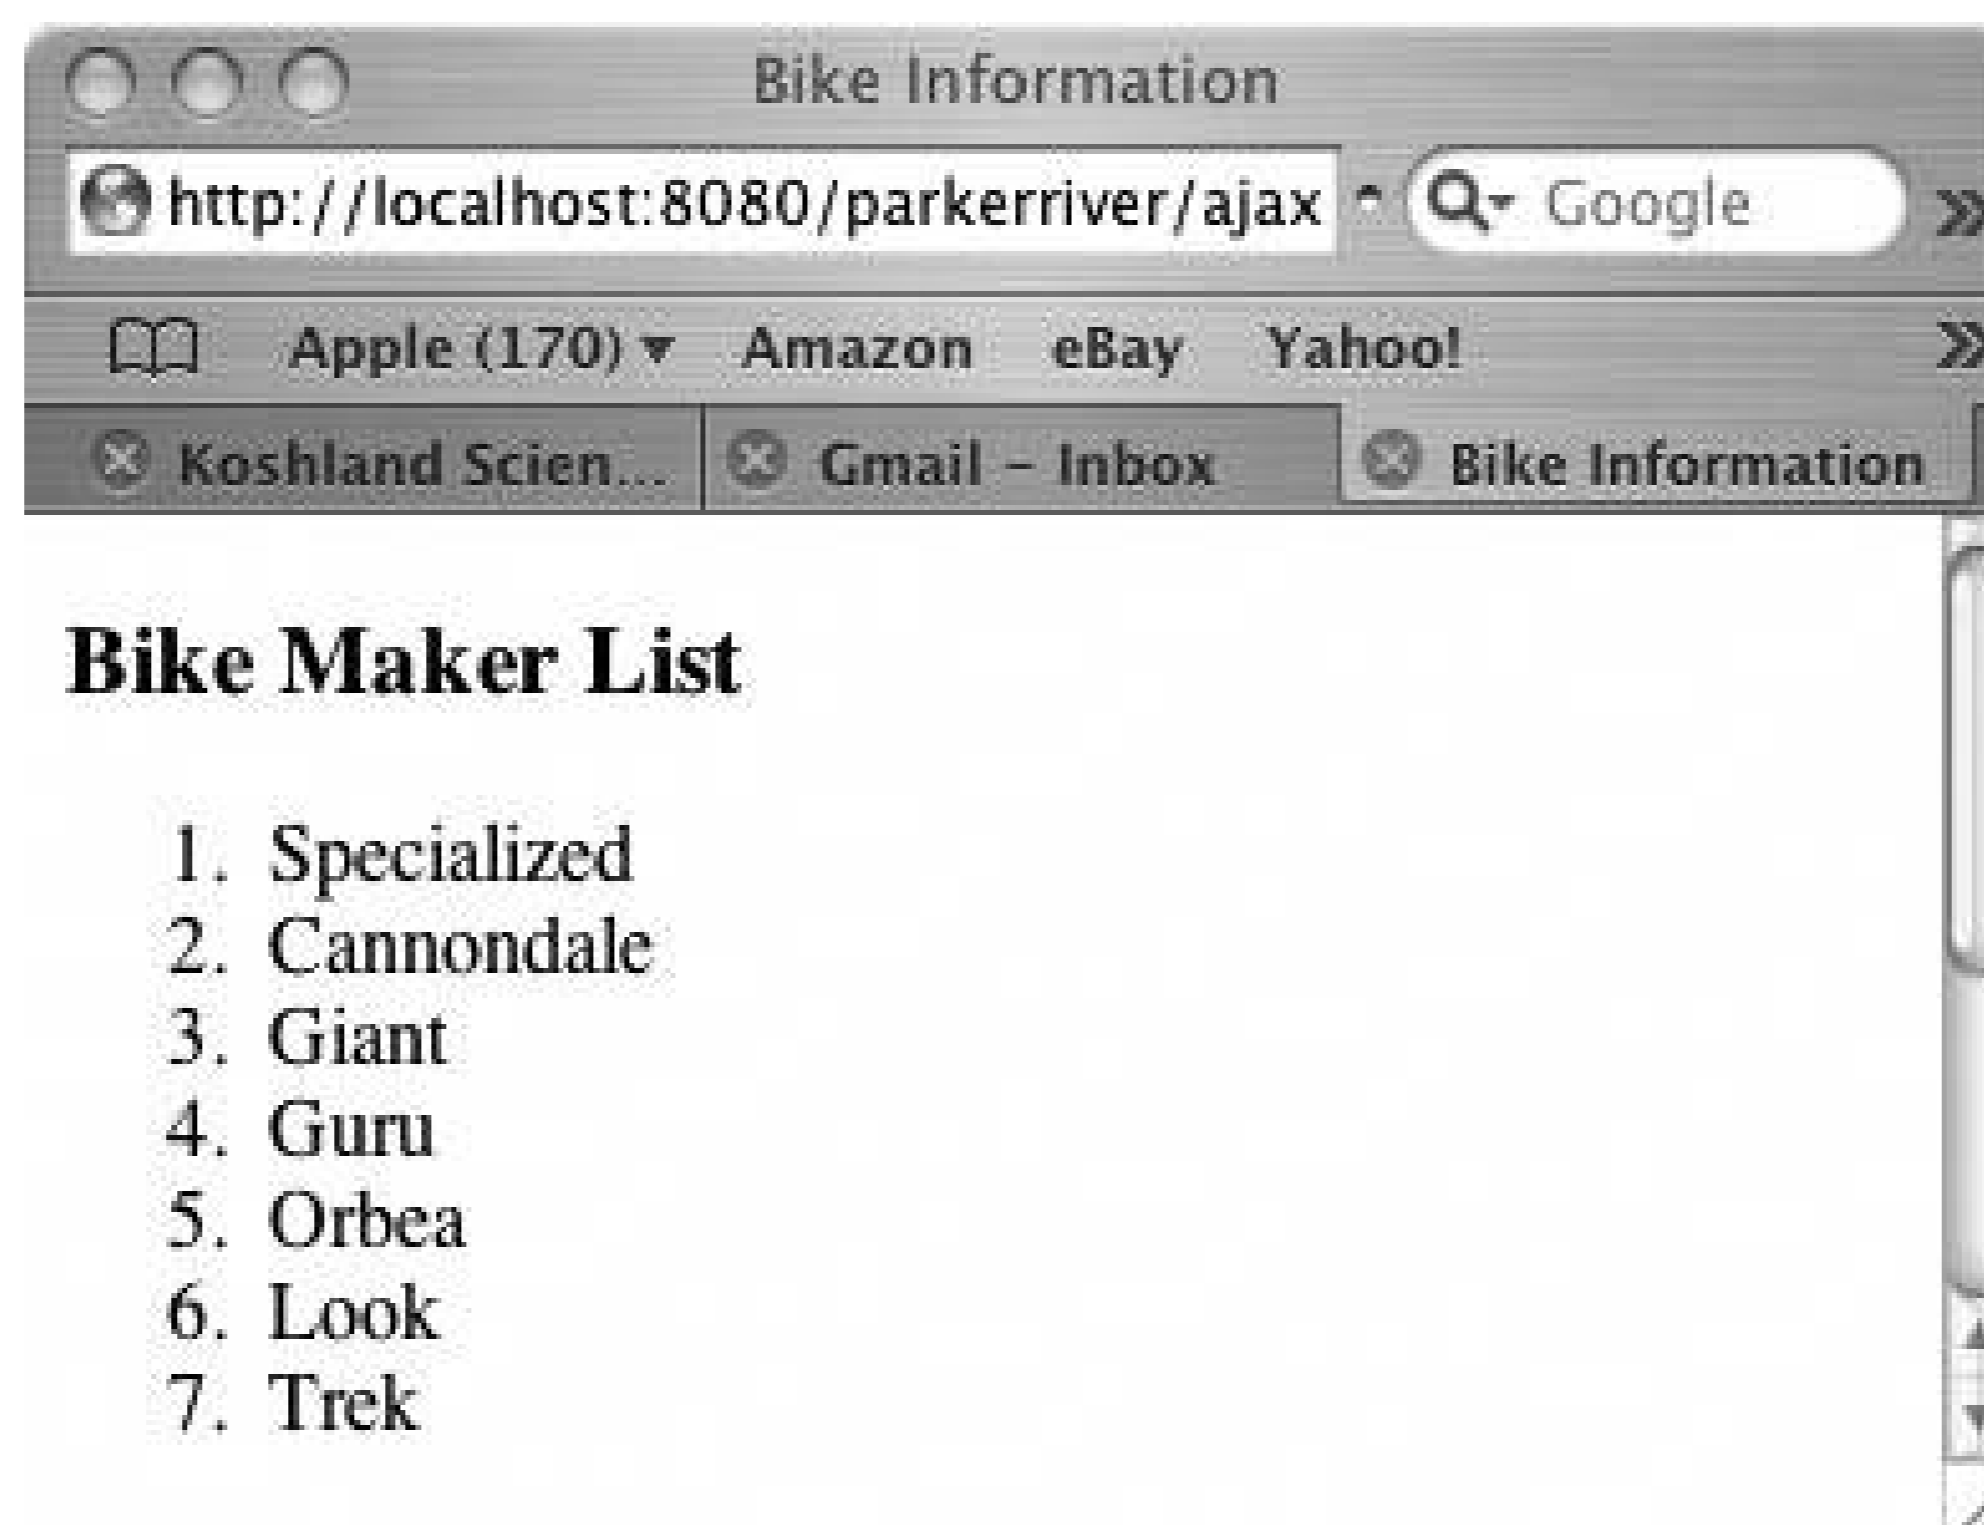 Bike Information
http://localhost:8080/parkerriver/ajax Google
Apple (170) Amazon eBay Yahoo!
Koshland Scien... Gmail – Inbox Bike Information
Bike Maker List
1. Specialized
2. Cannondale
3. Giant
4. Guru
5. Orbea
6. Look
7. Trek